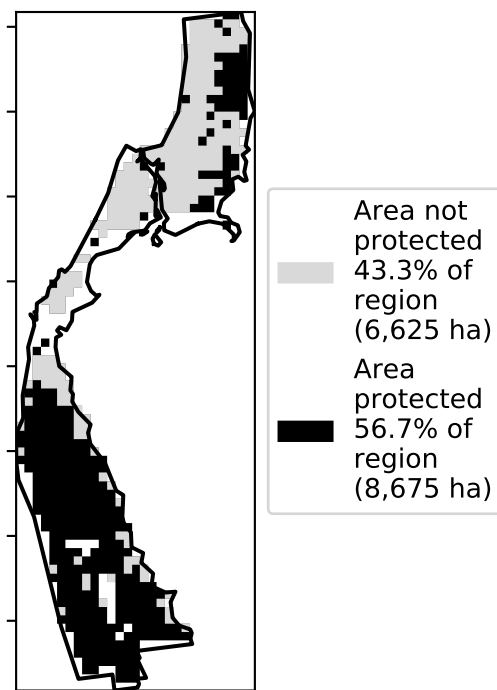 Area not
protected
43.3% of
region
(6,625 ha)
Area
protected
56.7% of
region
(8,675 ha)